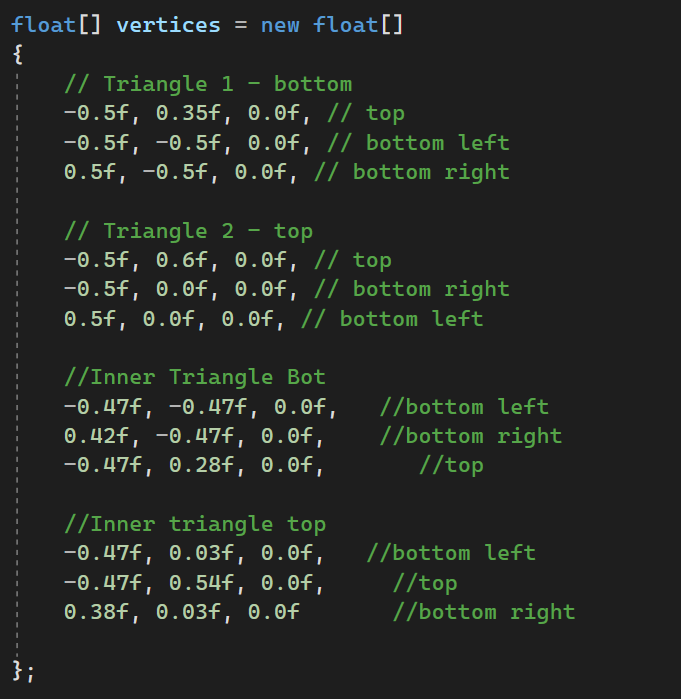 float[] vertices = new float[]
{
// Triangle 1 - bottom
-0.5f, 0.35f, 0.0f, // top
-0.5f, -0.5f, 0.0f, // bottom left
0.5f, -0.5f, 0.0f, // bottom right
// Triangle 2 - top
-0.5f, 0.6f, 0.0f, // top
-0.5f, 0.0f, 0.0f, // bottom right
0.5f, 0.0f, 0.0f, // bottom left
//Inner Triangle Bot
-0.47f, -0.47f, 0.0f, //bottom left
0.42f, -0.47f, 0.0f, //bottom right
-0.47f, 0.28f, 0.0f, //top
//Inner triangle top
-0.47f, 0.03f, 0.0f, //bottom left
-0.47f, 0.54f, 0.0f, //top
0.38f, 0.03f, 0.0f //bottom right
};